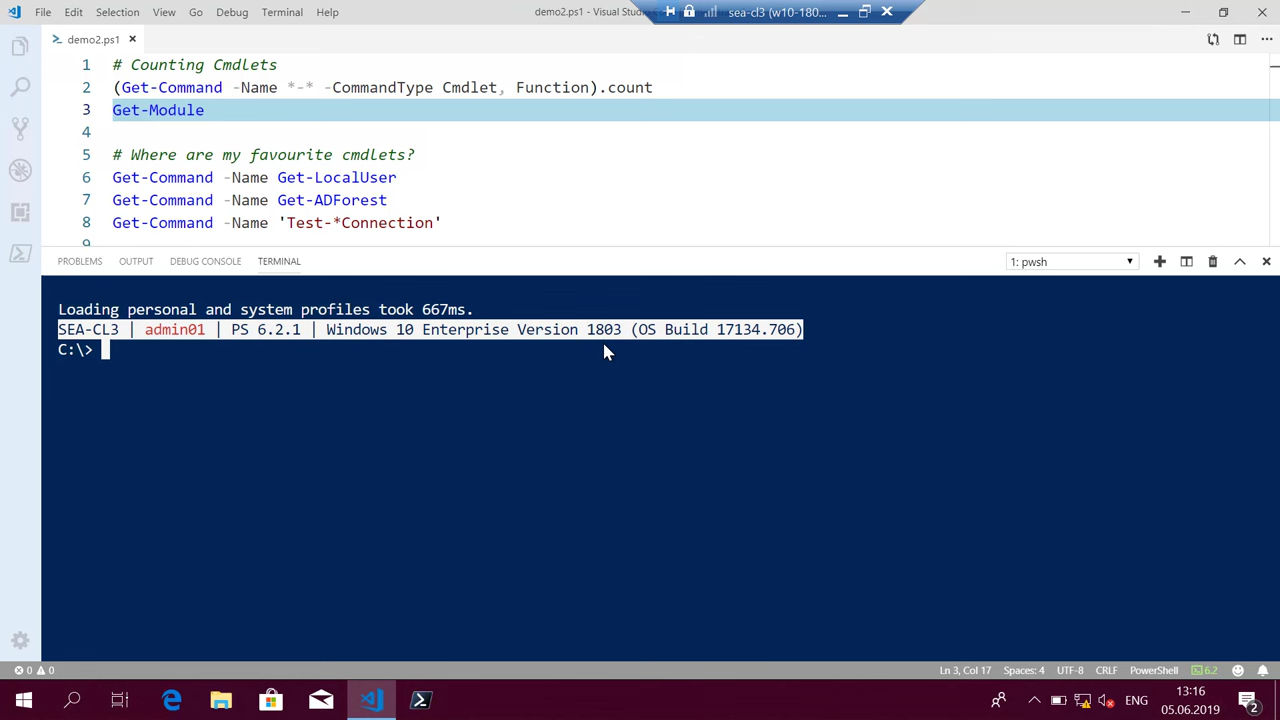 File Edit Selection View Go Debug Terminal Help
demo2.ps1 - Visual Studi
sea-cl3 (w10-180...
demo2.ps1
1 # Counting Cmdlets
2 (Get-Command -Name *-* -CommandType Cmdlet, Function).count
3 Get-Module
4
5 # Where are my favourite cmdlets?
6 Get-Command -Name Get-LocalUser
7 Get-Command -Name Get-ADForest
8 Get-Command -Name 'Test-*Connection'
9
PROBLEMS OUTPUT DEBUG CONSOLE TERMINAL
1: pwsh
Loading personal and system profiles took 667ms.
SEA-CL3 | admin01 | PS 6.2.1 | Windows 10 Enterprise Version 1803 (OS Build 17134.706)
C:\>
0 0
Ln 3, Col 17 Spaces: 4 UTF-8 CRLF PowerShell 6.2
ENG
13:16
05.06.2019
2